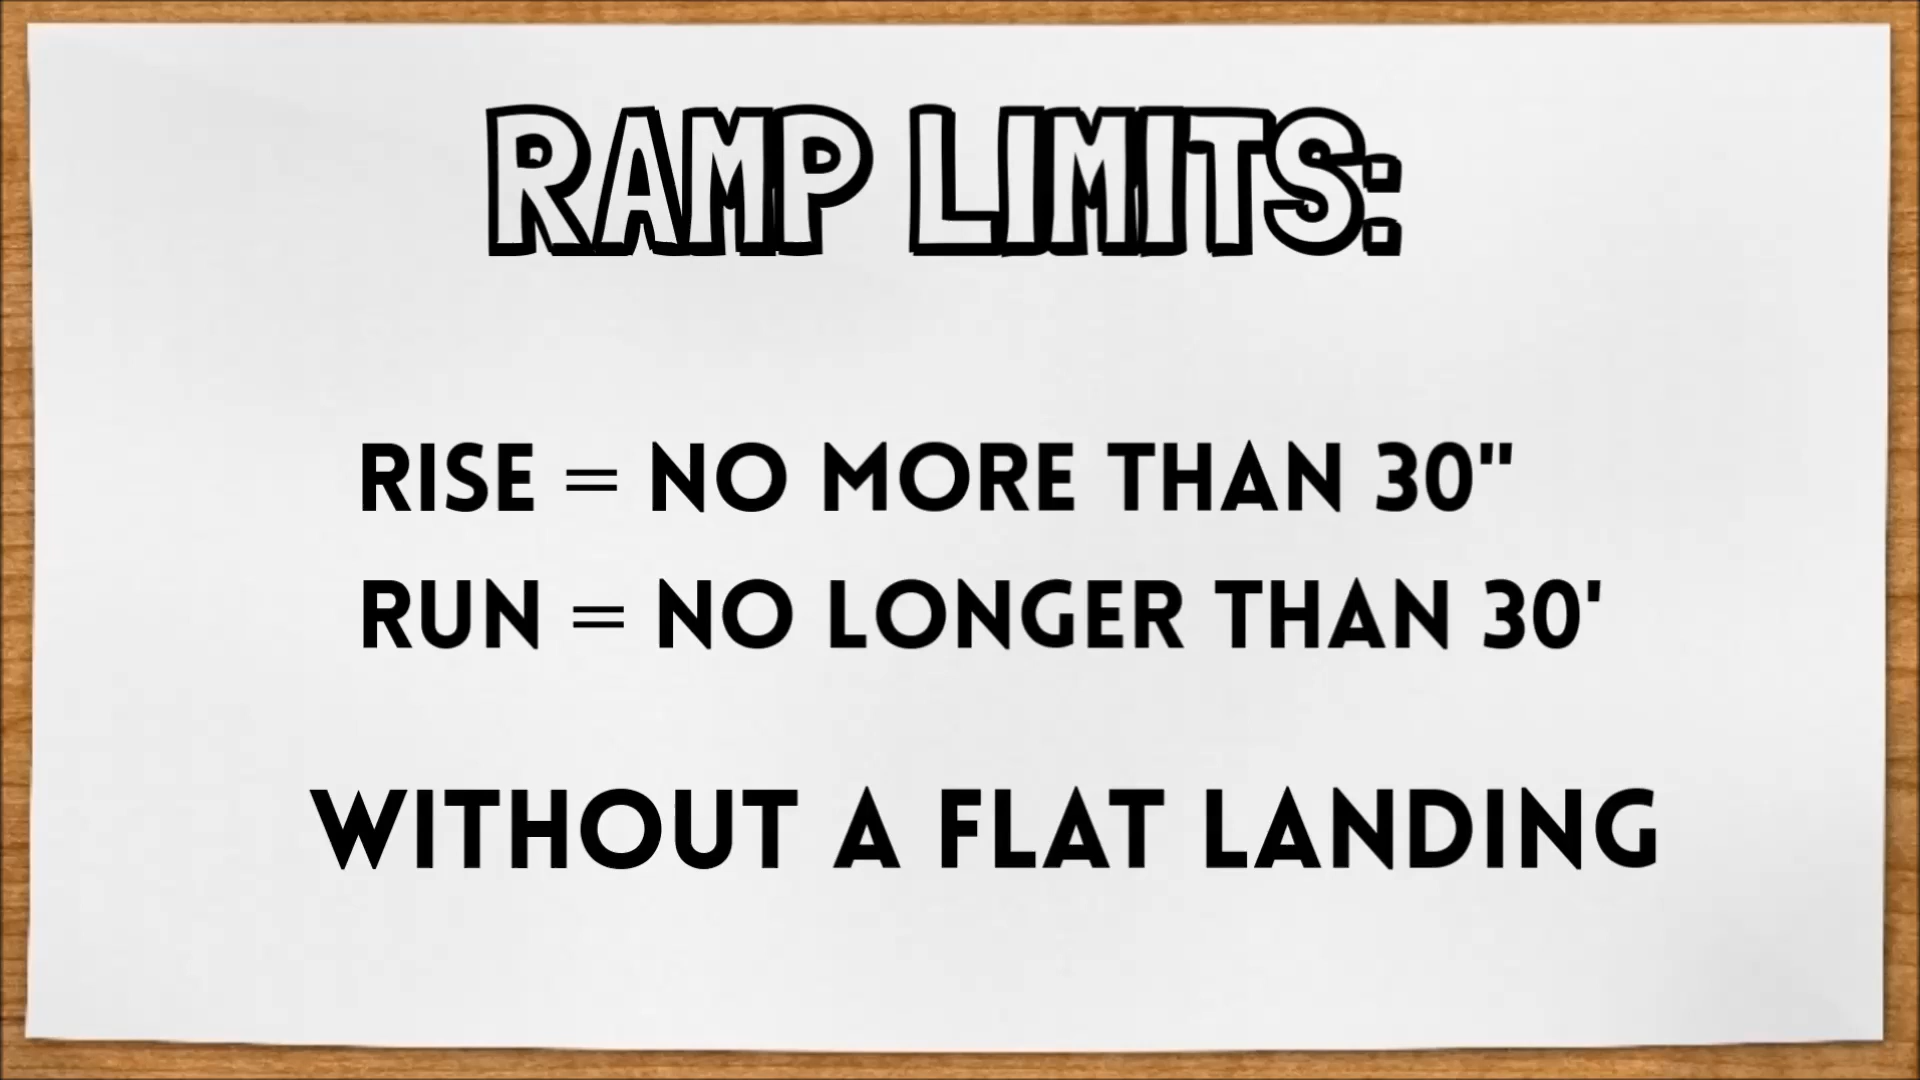 RAMP LIMITS:
RISE = NO MORE THAN 30"
RUN = NO LONGER THAN 30'
WITHOUT A FLAT LANDING